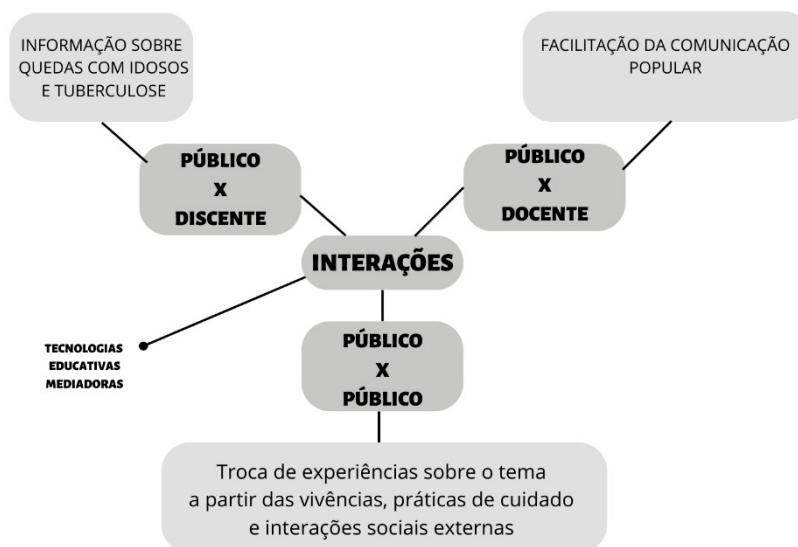 INFORMAÇÃO SOBRE
QUEDAS COM IDOSOS
E TUBERCULOSE
FACILITAÇÃO DA COMUNICAÇÃO
POPULAR
PÚBLICO
X
DISCENTE
PÚBLICO
X
DOCENTE
INTERAÇÕES
TECNOLOGIAS
EDUCATIVAS
MEDIADORAS
PÚBLICO
X
PÚBLICO
Troca de experiências sobre o tema
a partir das vivências, práticas de cuidado
e interações sociais externas